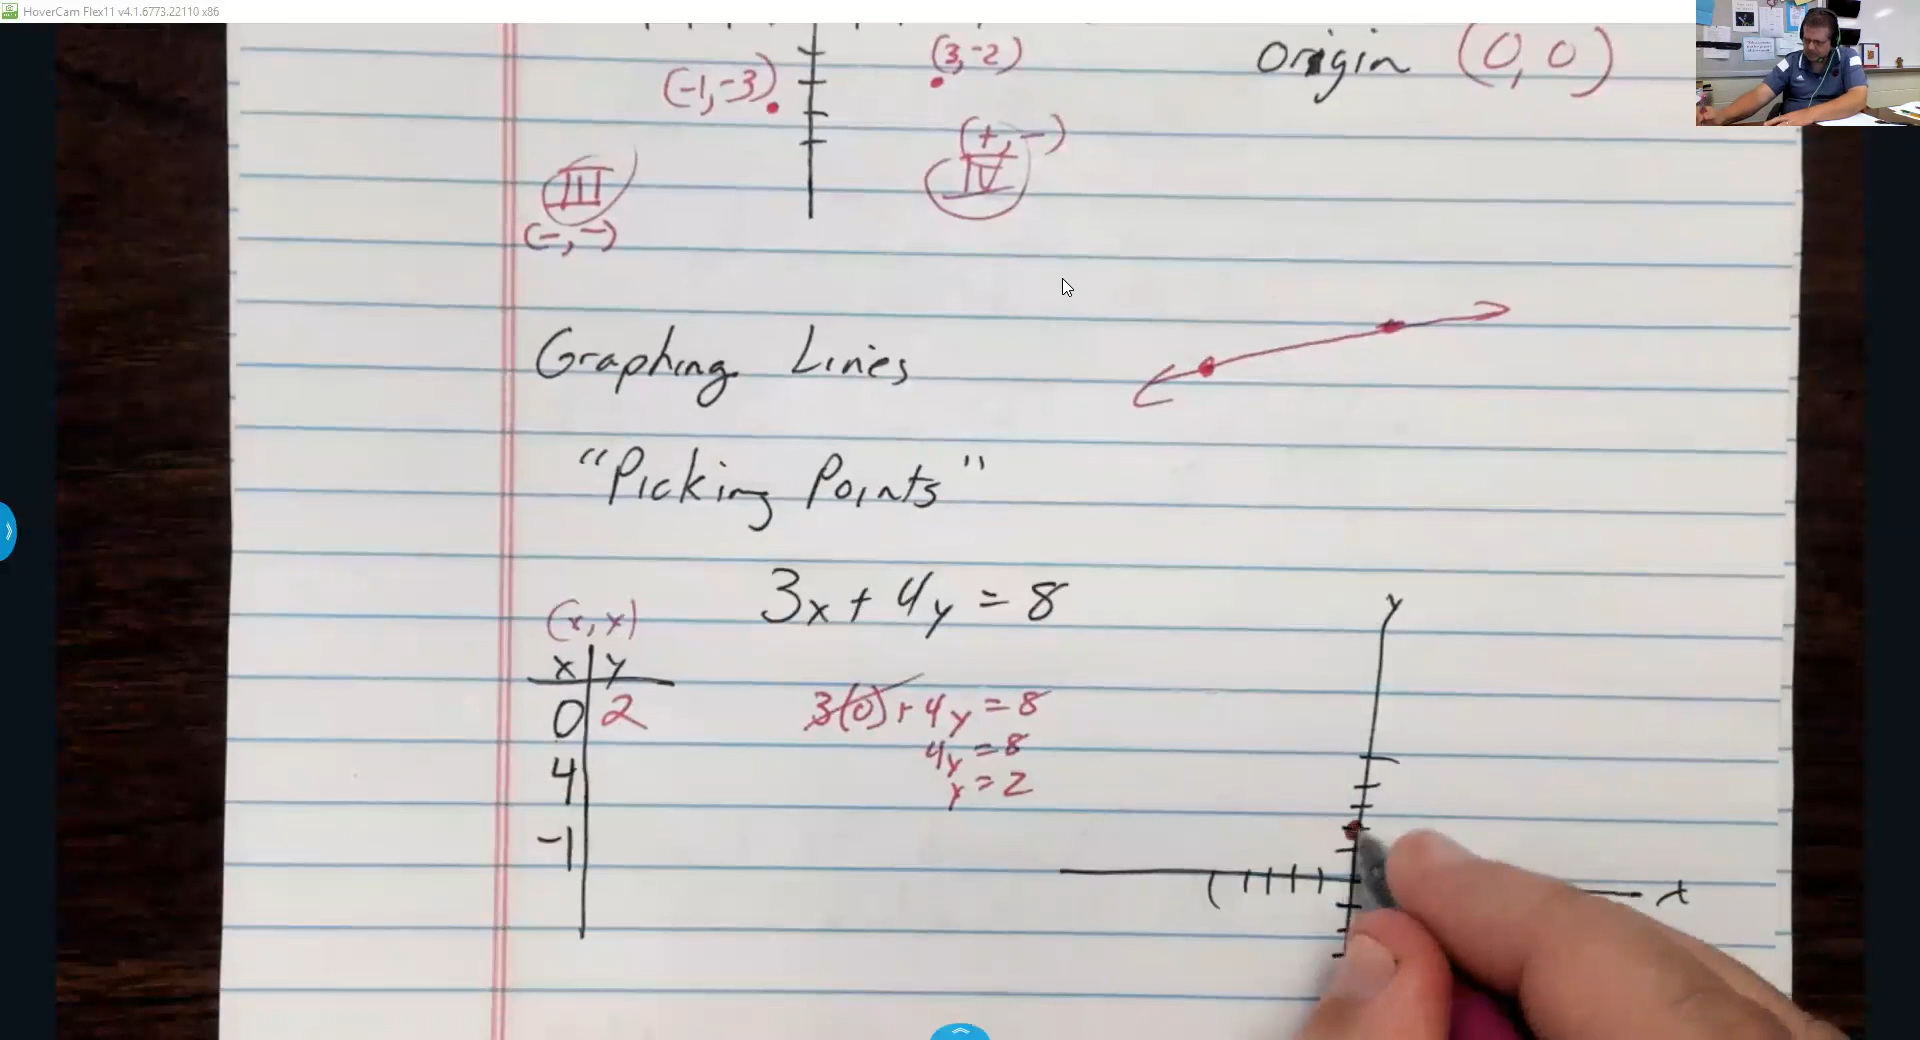 HoverCam Flex11 v4.1.6773.22110 x86
(3,-2)
Origin (0,0)
(-1,-3)
(+,-)
IV
III
(-,-)
Graphing Lines
"Picking Points"
3x + 4y = 8
(x,y)
x y
0 2
4
-1
3(0) + 4y = 8
4y = 8
y = 2
y
x